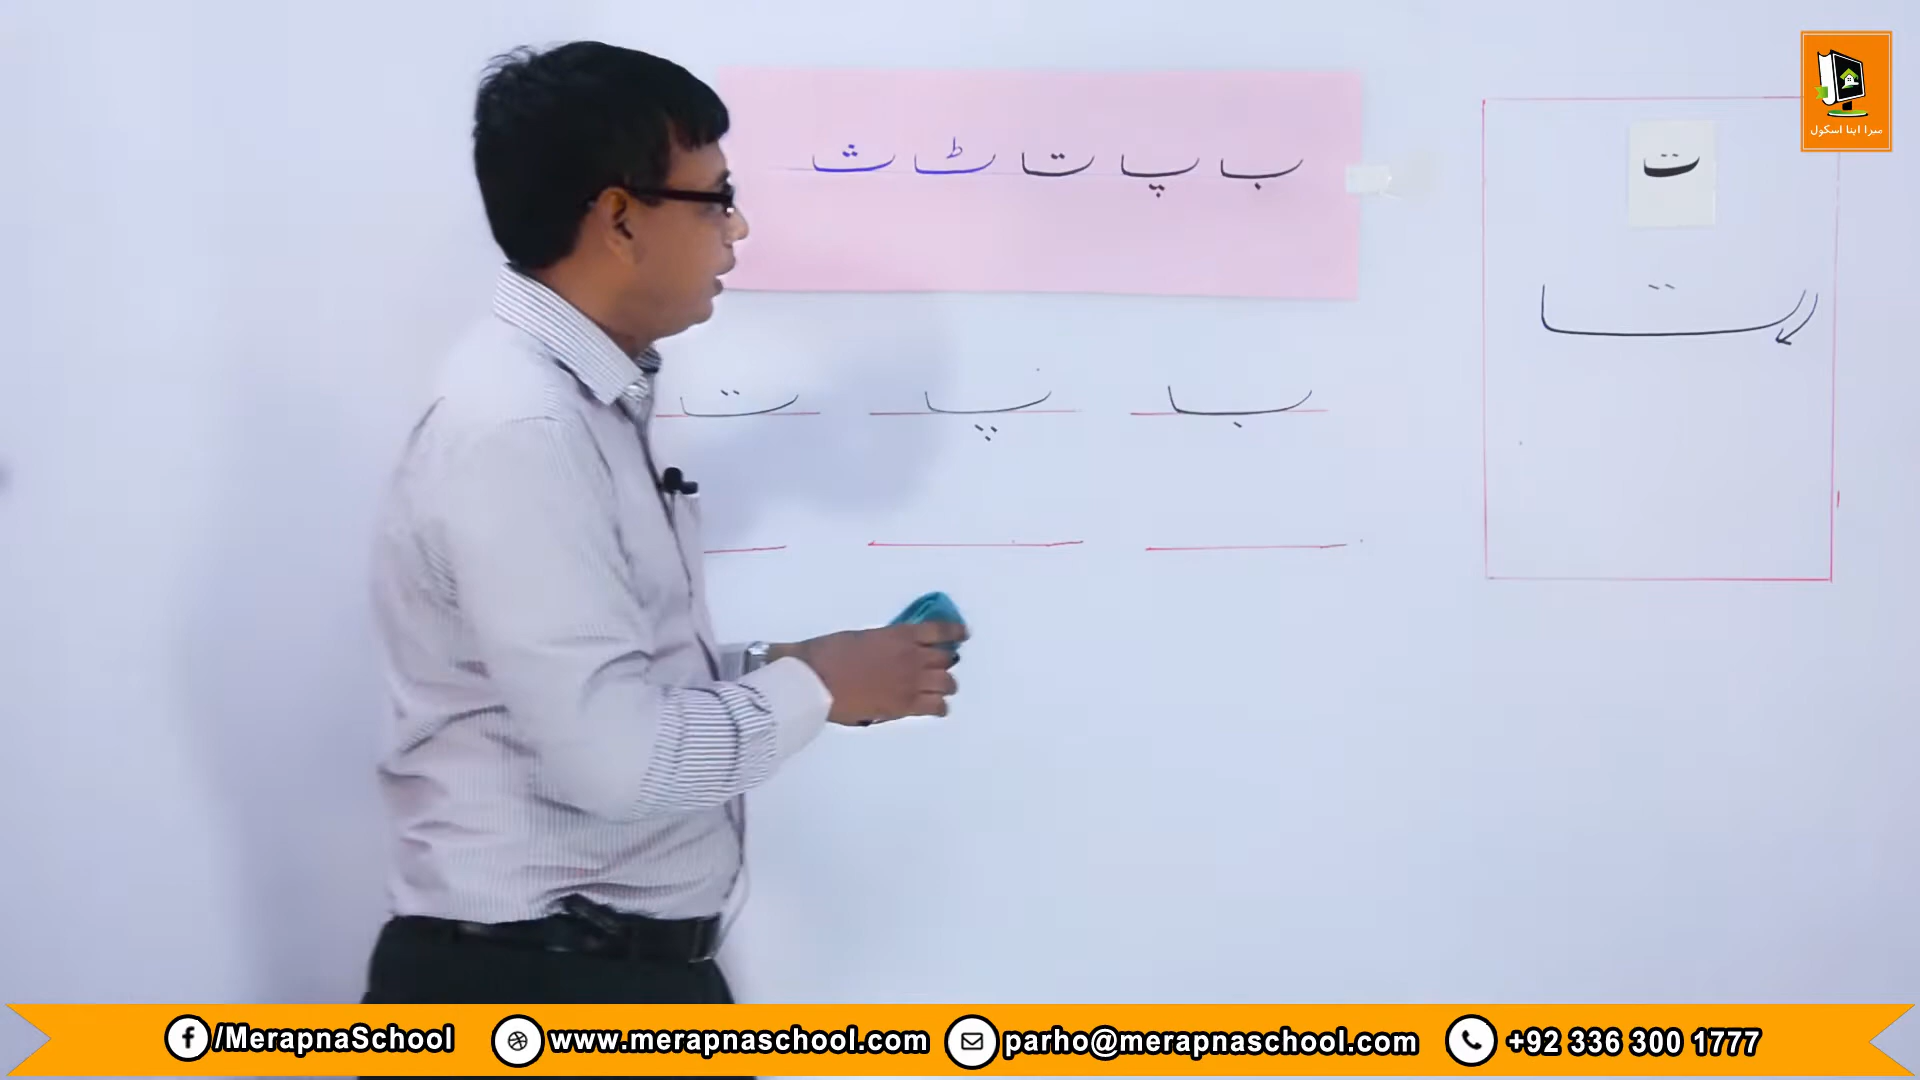 ب پ ت ٹ ث
ب پ ت
ت
ت
میرا اپنا اسکول
/MerapnaSchool www.merapnaschool.com parho@merapnaschool.com +92 336 300 1777